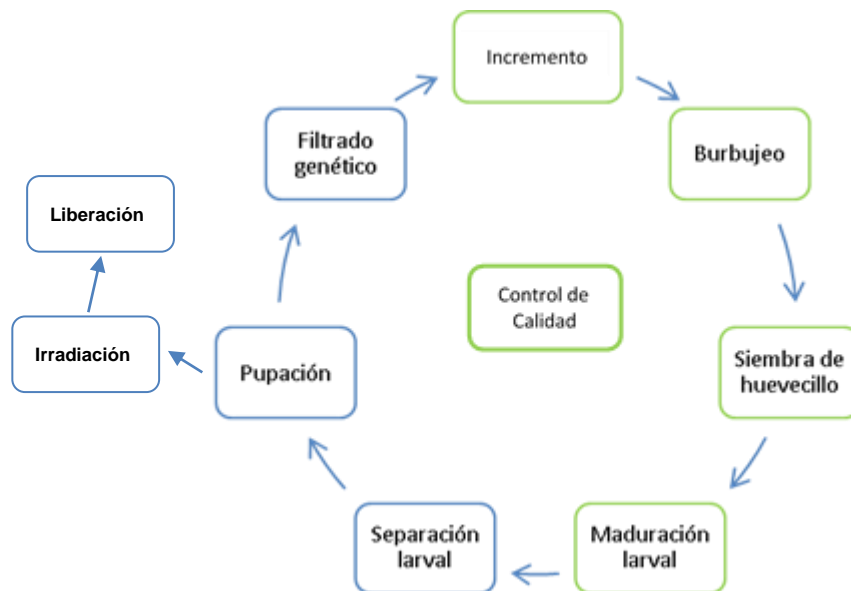 Incremento
Filtrado
genético
Burbujeo
Liberación
Control de
Calidad
Irradiación
Pupación
Siembra de
huevecillo
Separación
larval
Maduración
larval